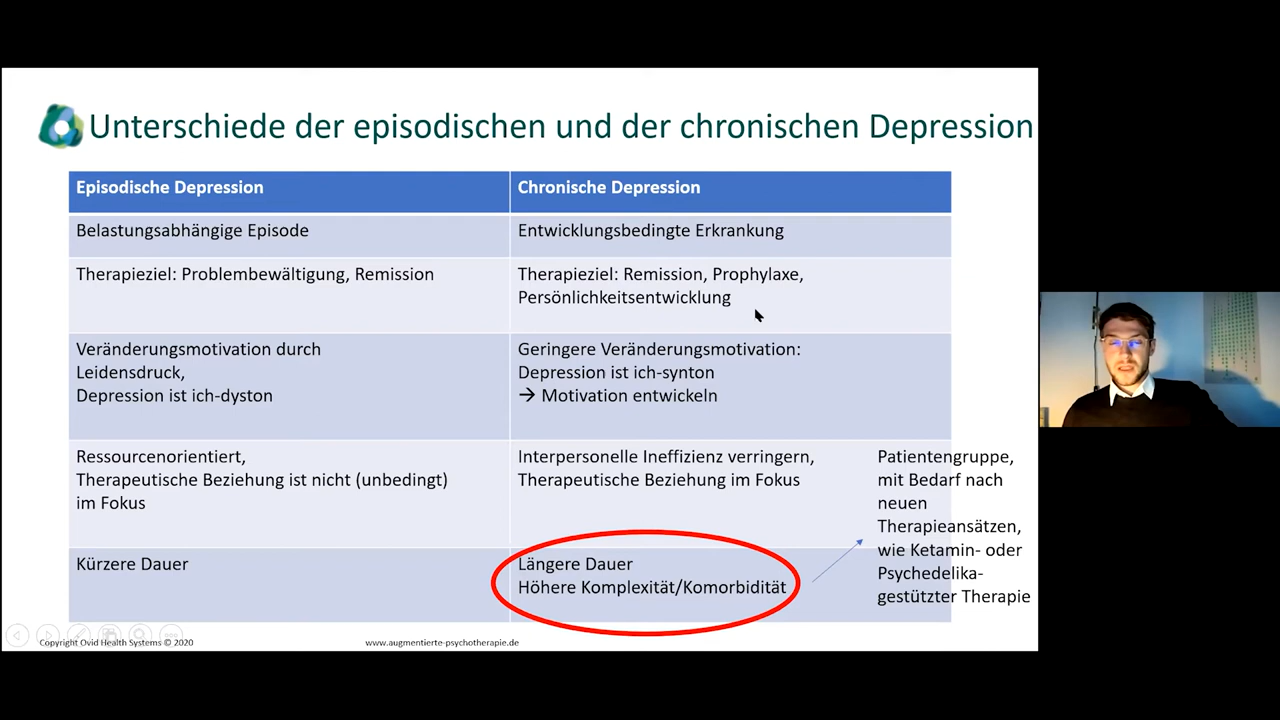 Unterschiede der episodischen und der chronischen Depression
Episodische Depression
Chronische Depression
Belastungsabhängige Episode
Entwicklungsbedingte Erkrankung
Therapieziel: Problembewältigung, Remission
Therapieziel: Remission, Prophylaxe,
Persönlichkeitsentwicklung
Veränderungsmotivation durch
Leidensdruck,
Depression ist ich-dyston
Geringere Veränderungsmotivation:
Depression ist ich-synton
→ Motivation entwickeln
Ressourcenorientiert,
Therapeutische Beziehung ist nicht (unbedingt)
im Fokus
Interpersonelle Ineffizienz verringern,
Therapeutische Beziehung im Fokus
Kürzere Dauer
Längere Dauer
Höhere Komplexität/Komorbidität
Patientengruppe,
mit Bedarf nach
neuen
Therapieansätzen,
wie Ketamin- oder
Psychedelika-
gestützter Therapie
Copyright Ovid Health Systems © 2020
www.augmentierte-psychotherapie.de